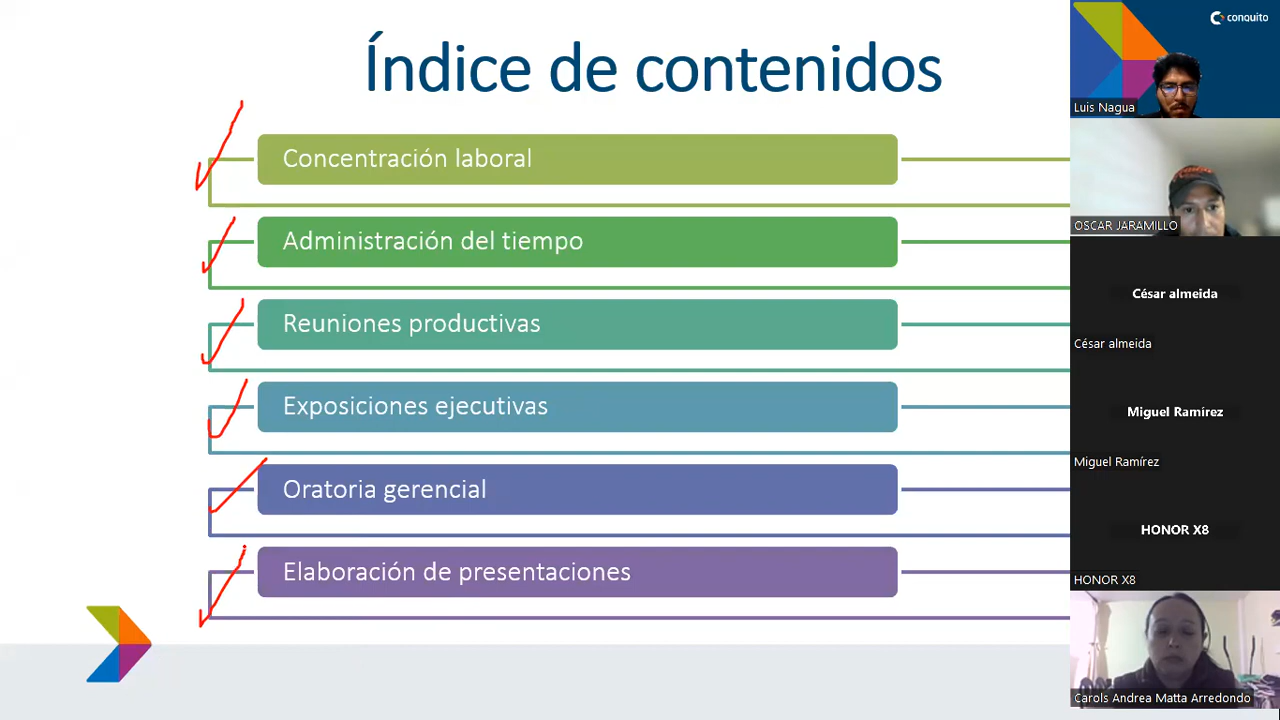 Índice de contenidos
Concentración laboral
Administración del tiempo
Reuniones productivas
Exposiciones ejecutivas
Oratoria gerencial
Elaboración de presentaciones
conquito
Luis Nagua
OSCAR JARAMILLO
César almeida
César almeida
Miguel Ramírez
Miguel Ramírez
HONOR X8
HONOR X8
Carols Andrea Matta Arredondo